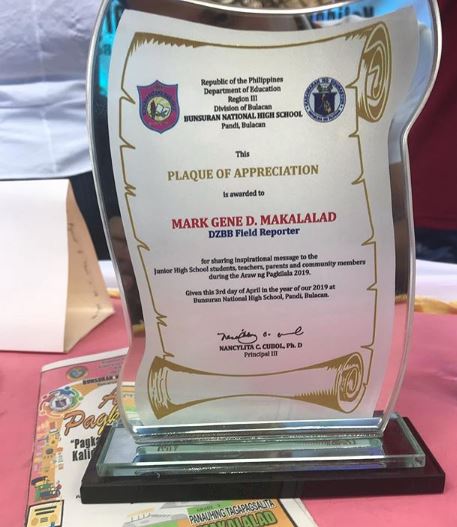 Republic of the Philippines
Department of Education
Region III
Division of Bulacan
BUNSURAN NATIONAL HIGH SCHOOL
Pandi, Bulacan
This
PLAQUE OF APPRECIATION
is awarded to
MARK GENE D. MAKALALAD
DZBB Field Reporter
for sharing inspirational message to the
Junior High School students, teachers, parents and community members
during the Araw ng Pagkilala 2019.
Given this 3rd day of April in the year of our 2019 at
Bunsuran National High School, Pandi, Bulacan.
NANCYLITA C. CUBOL, Ph. D
Principal III
PANAUHING TAGAPAGSALITA